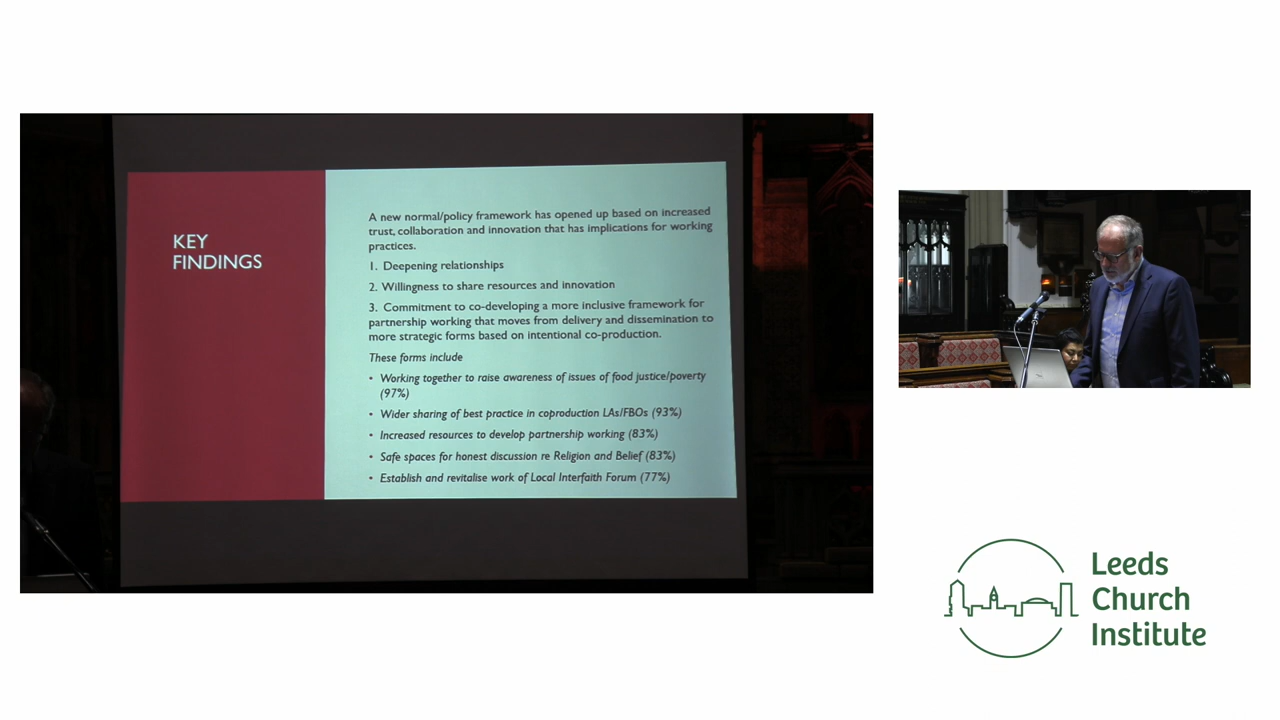 KEY
FINDINGS
A new normal/policy framework has opened up based on increased
trust, collaboration and innovation that has implications for working
practices.
1. Deepening relationships
2. Willingness to share resources and innovation
3. Commitment to co-developing a more inclusive framework for
partnership working that moves from delivery and dissemination to
more strategic forms based on intentional co-production.
These forms include
• Working together to raise awareness of issues of food justice/poverty
(97%)
• Wider sharing of best practice in coproduction LAs/FBOs (93%)
• Increased resources to develop partnership working (83%)
• Safe spaces for honest discussion re Religion and Belief (83%)
• Establish and revitalise work of Local Interfaith Forum (77%)
Leeds
Church
Institute